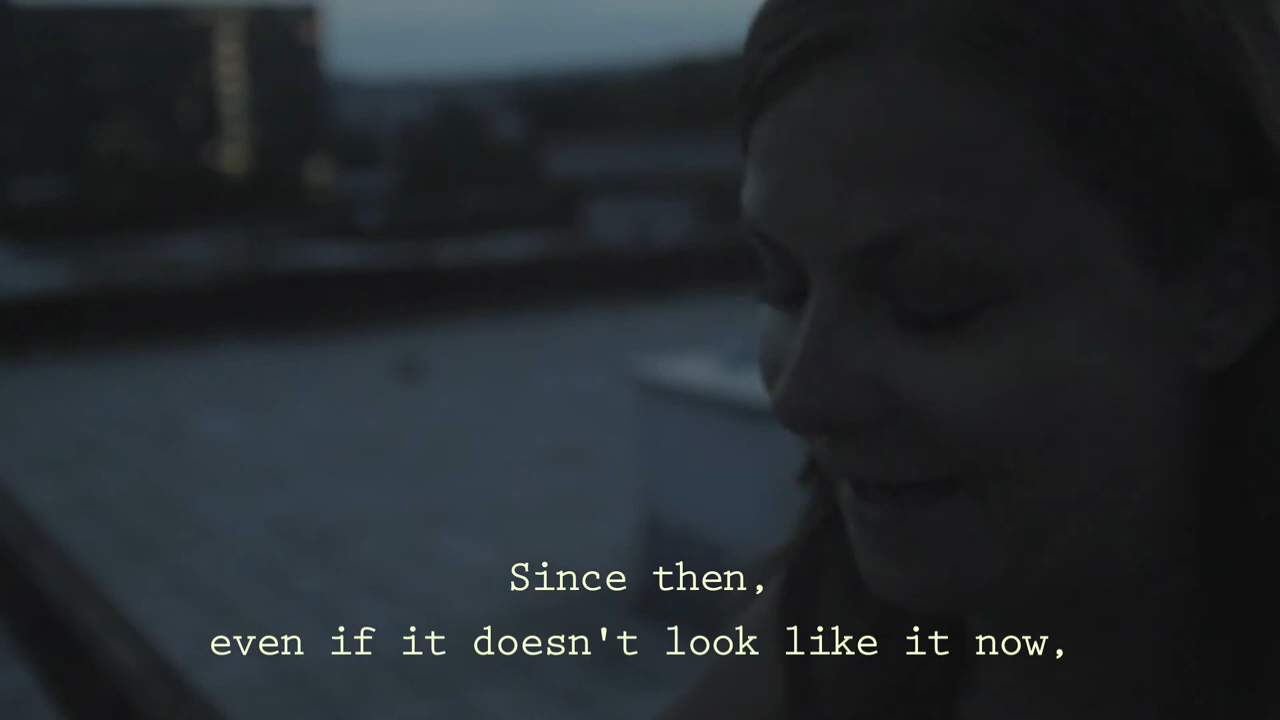 Since then,
even if it doesn't look like it now,